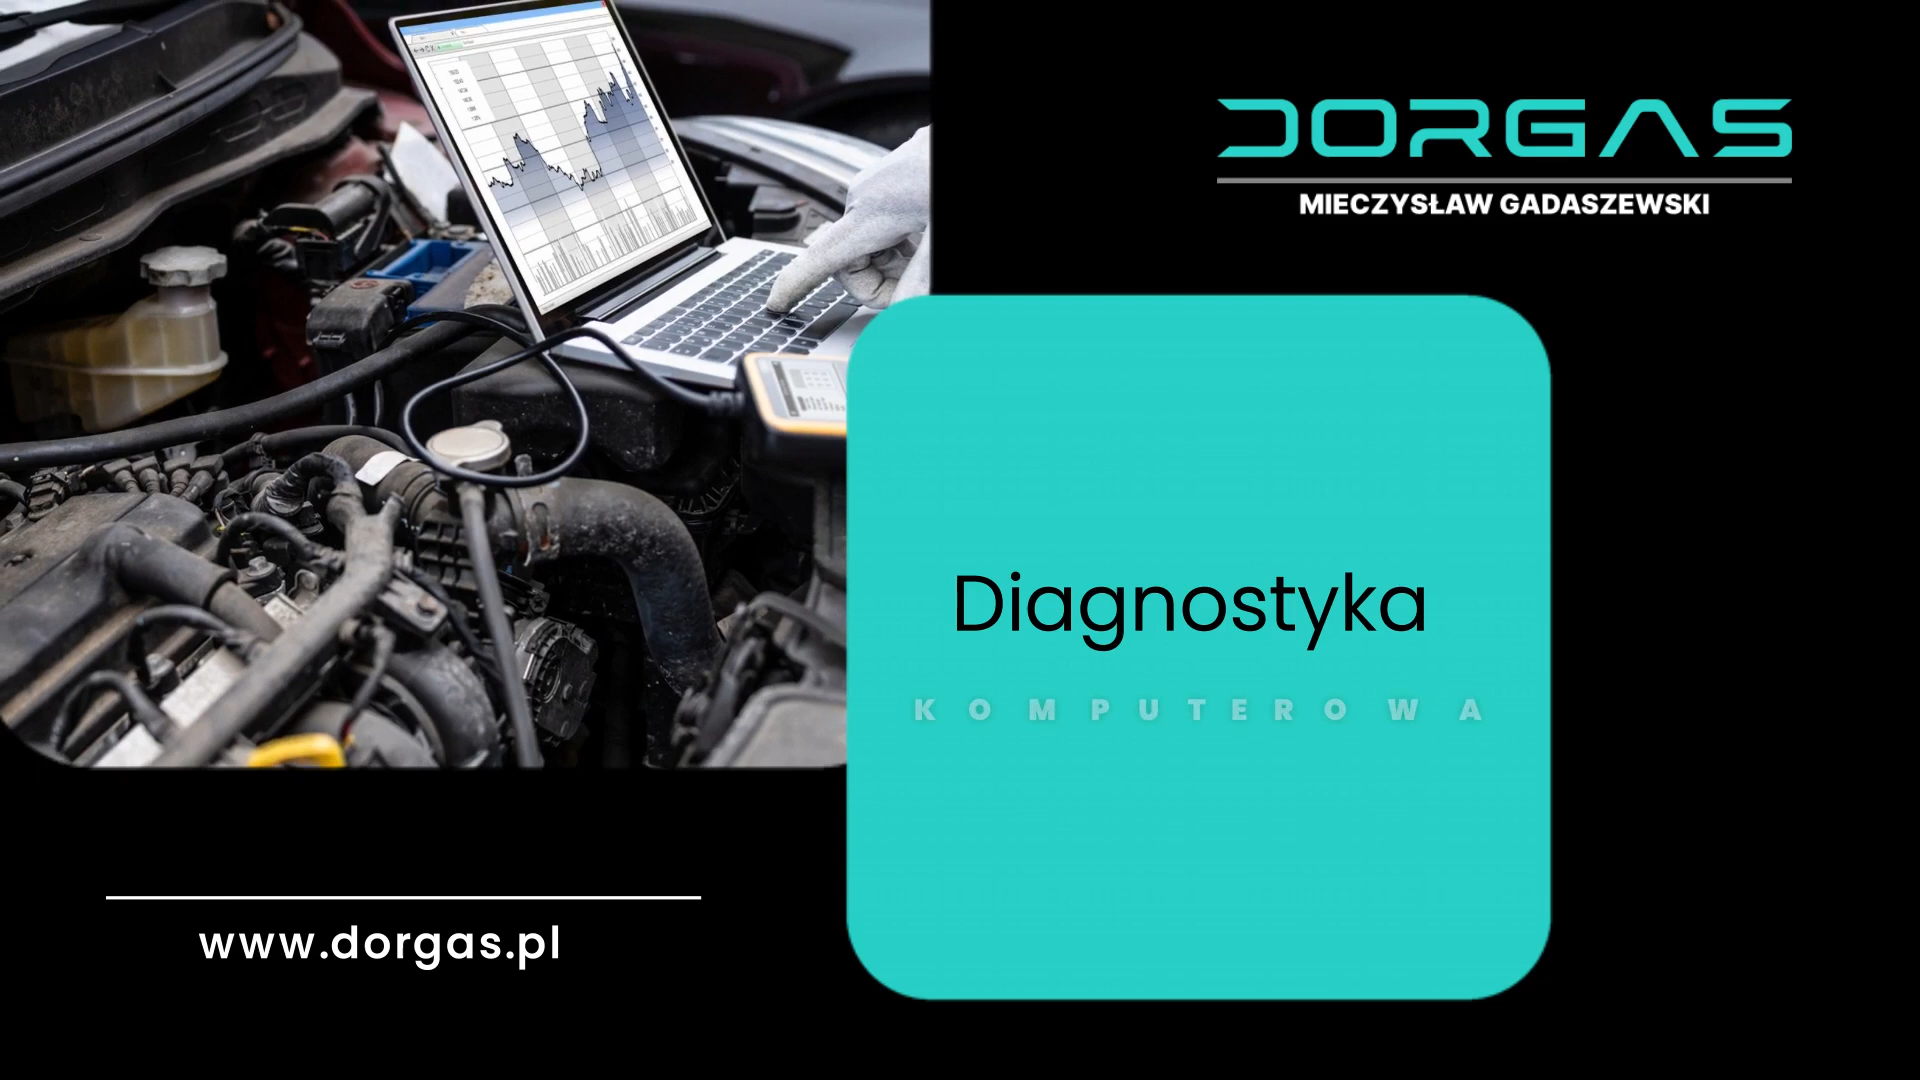 DORGAS
MIECZYSŁAW GADASZEWSKI
Diagnostyka
KOMPUTEROWA
www.dorgas.pl